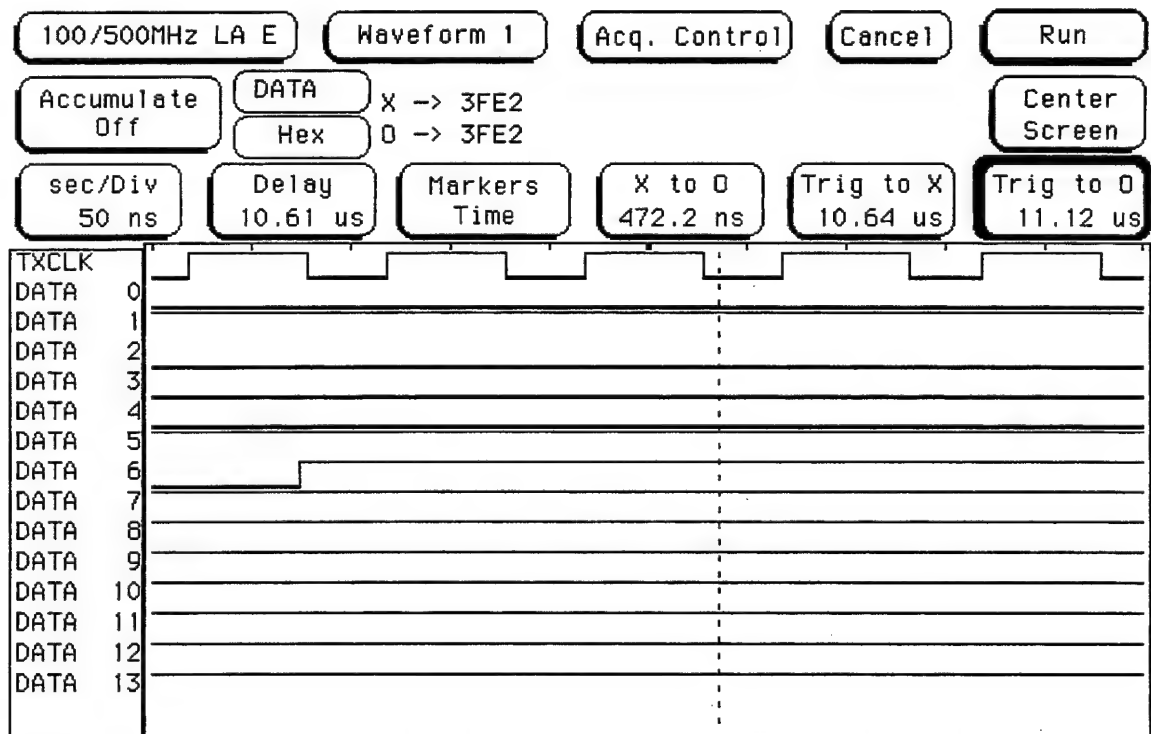 100/500MHz LA E Waveform 1 Acq. Control Cancel Run
Accumulate Off DATA X -> 3FE2 Center Screen
Hex O -> 3FE2
sec/Div Delay Markers X to O Trig to X Trig to O
50 ns 10.61 us Time 472.2 ns 10.64 us 11.12 us
TXCLK
DATA 0
DATA 1
DATA 2
DATA 3
DATA 4
DATA 5
DATA 6
DATA 7
DATA 8
DATA 9
DATA 10
DATA 11
DATA 12
DATA 13